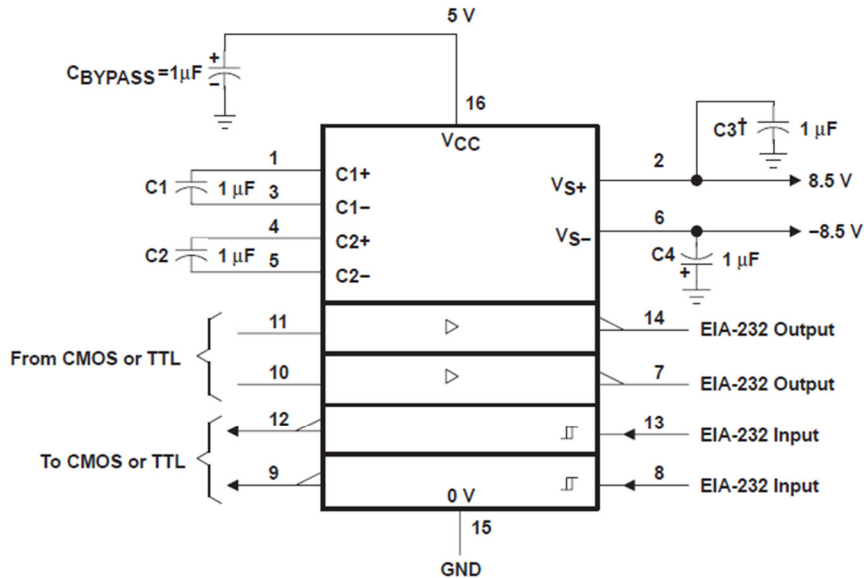 5 V
CBYPASS = 1μF
+
−
16
VCC
C3†
1 μF
1
C1+
2
VS+
8.5 V
C1
1 μF
3
C1−
4
C2+
6
VS−
−8.5 V
C2
1 μF
5
C2−
C4
+
1 μF
From CMOS or TTL
11
14
EIA-232 Output
10
7
EIA-232 Output
To CMOS or TTL
12
13
EIA-232 Input
9
8
EIA-232 Input
0 V
15
GND